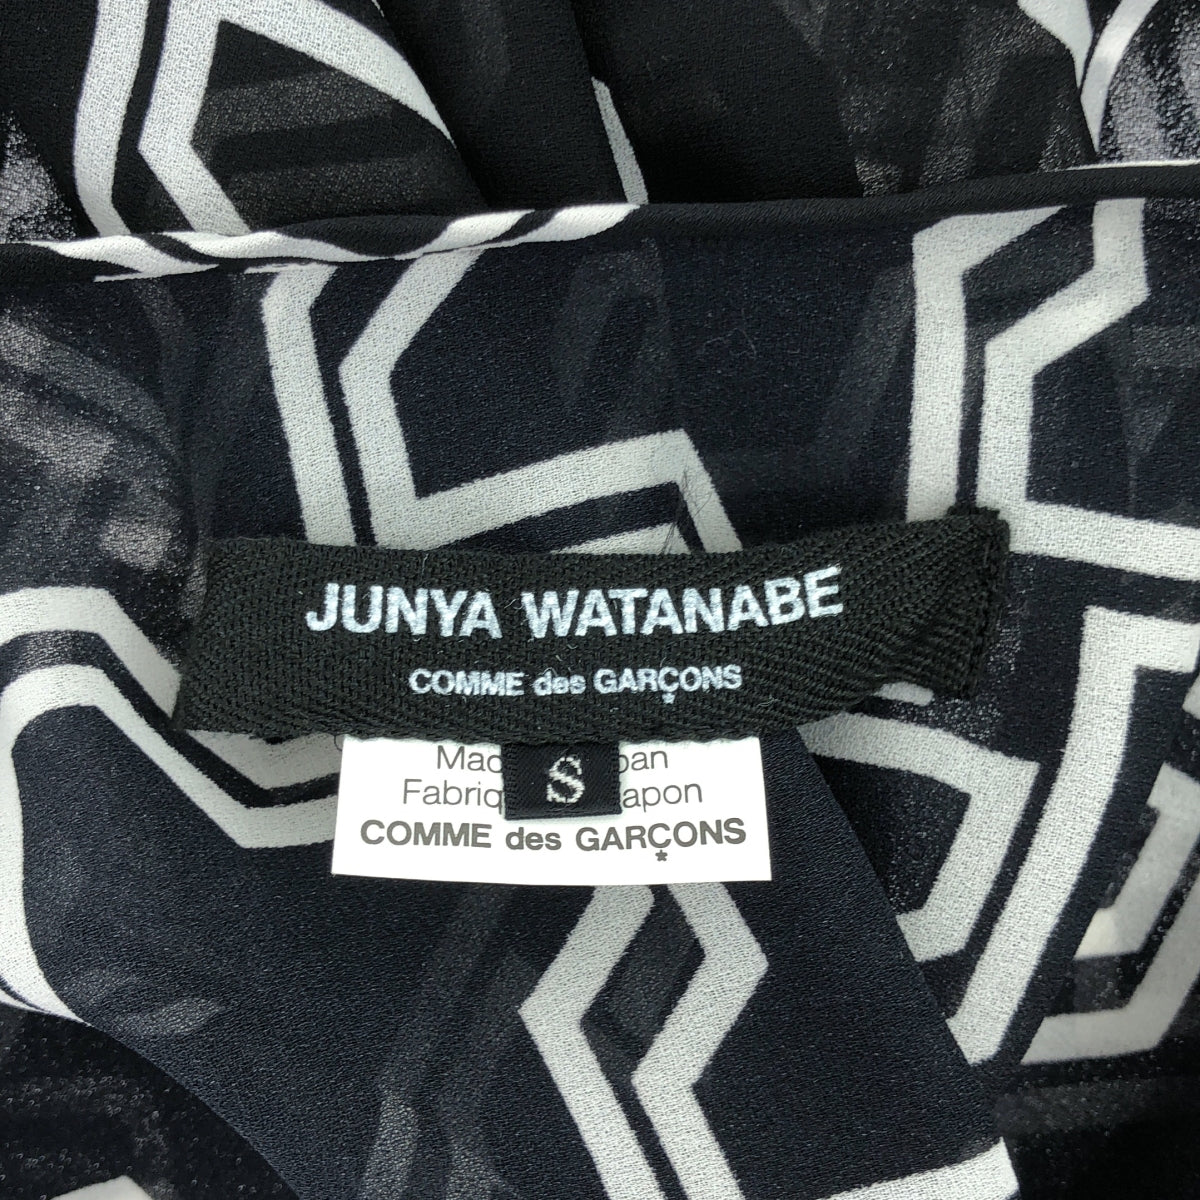 JUNYA WATANABE
COMME des GARÇONS
S
COMME des GARÇONS
*